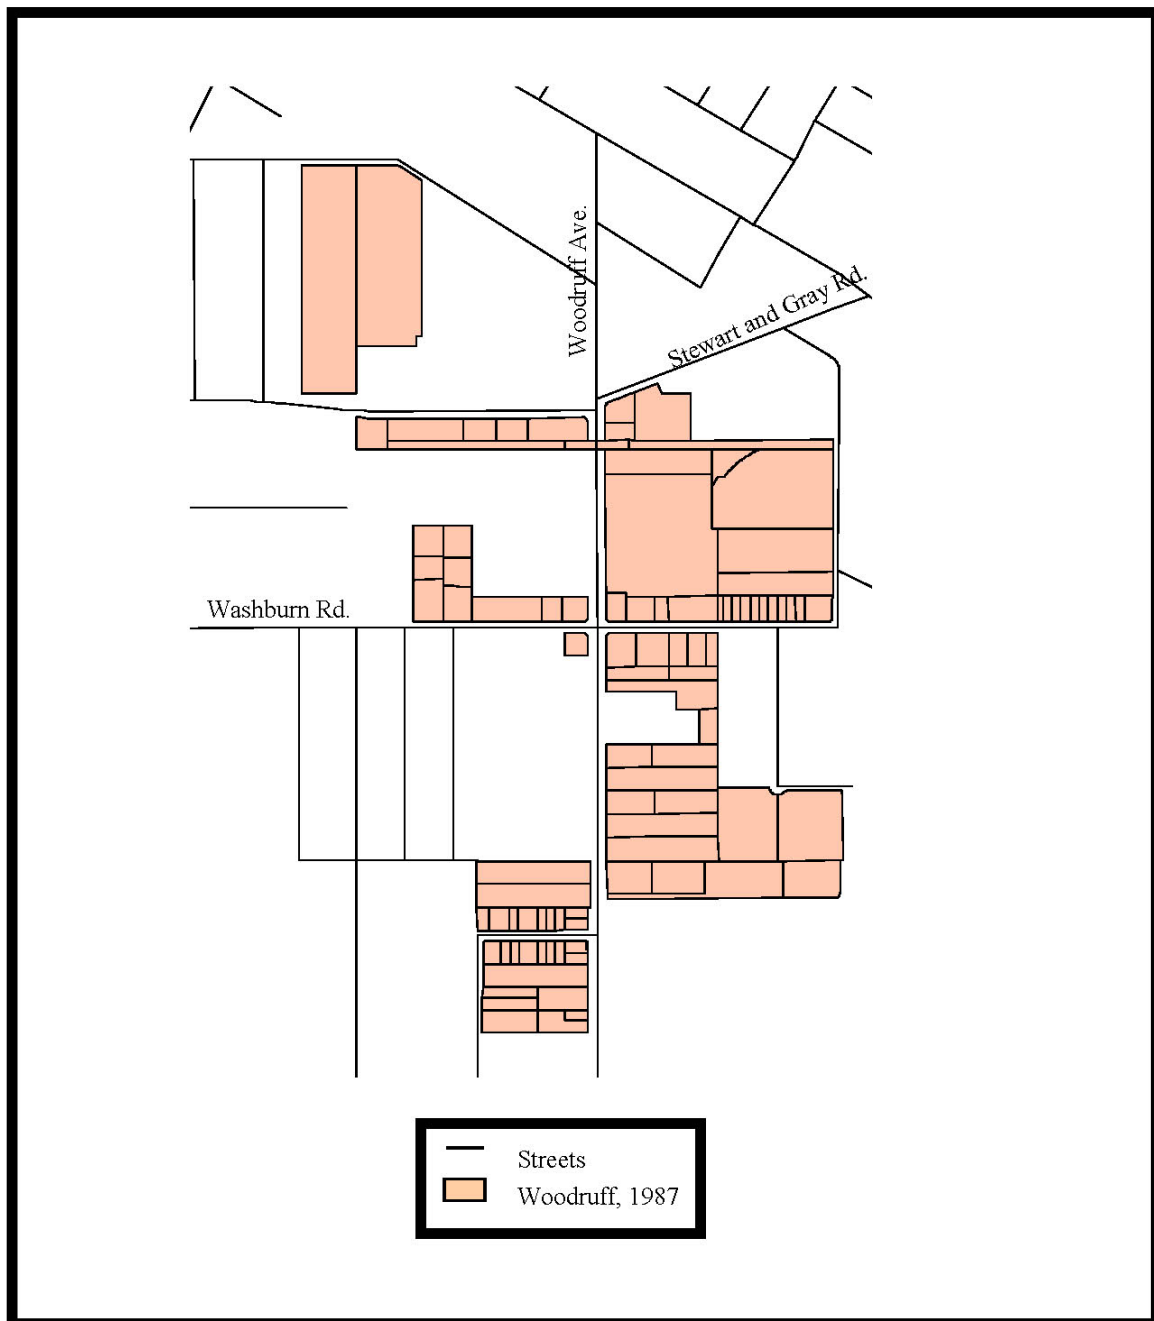 Woodruff Ave.
Stewart and Gray Rd.
Washburn Rd.
Streets
Woodruff, 1987